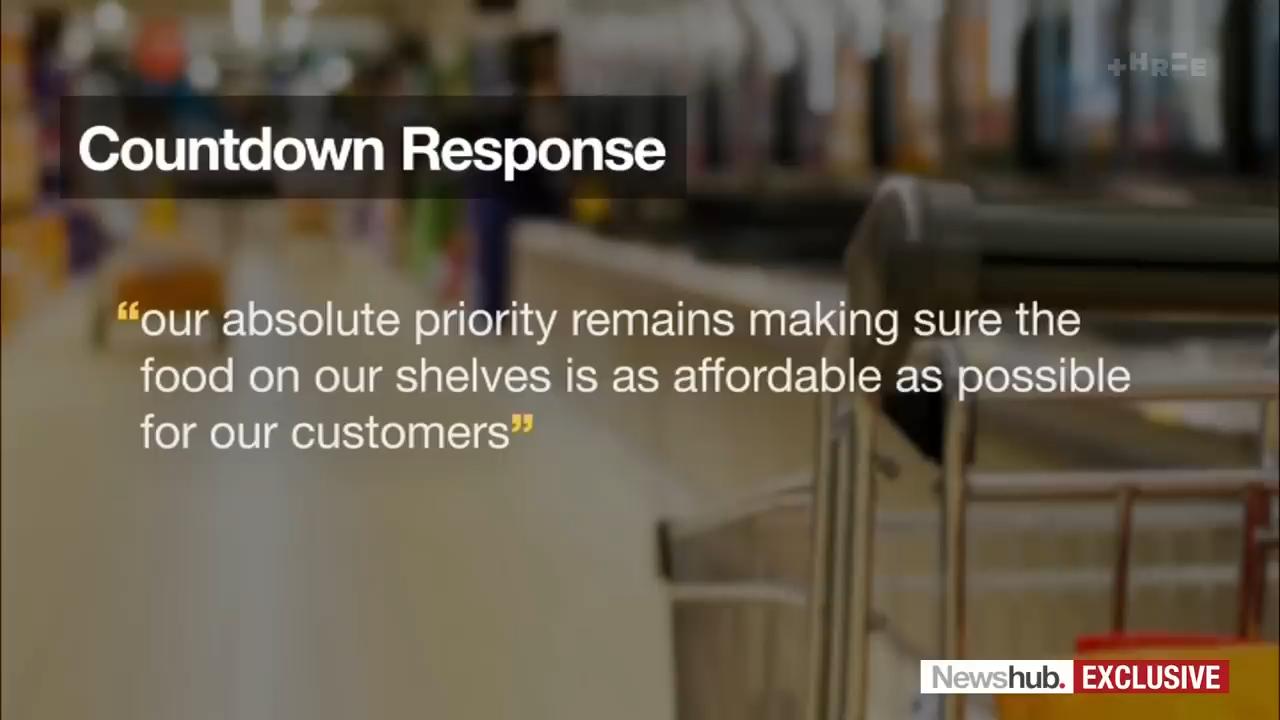 +HR=E
Countdown Response
“our absolute priority remains making sure the
food on our shelves is as affordable as possible
for our customers”
Newshub. EXCLUSIVE